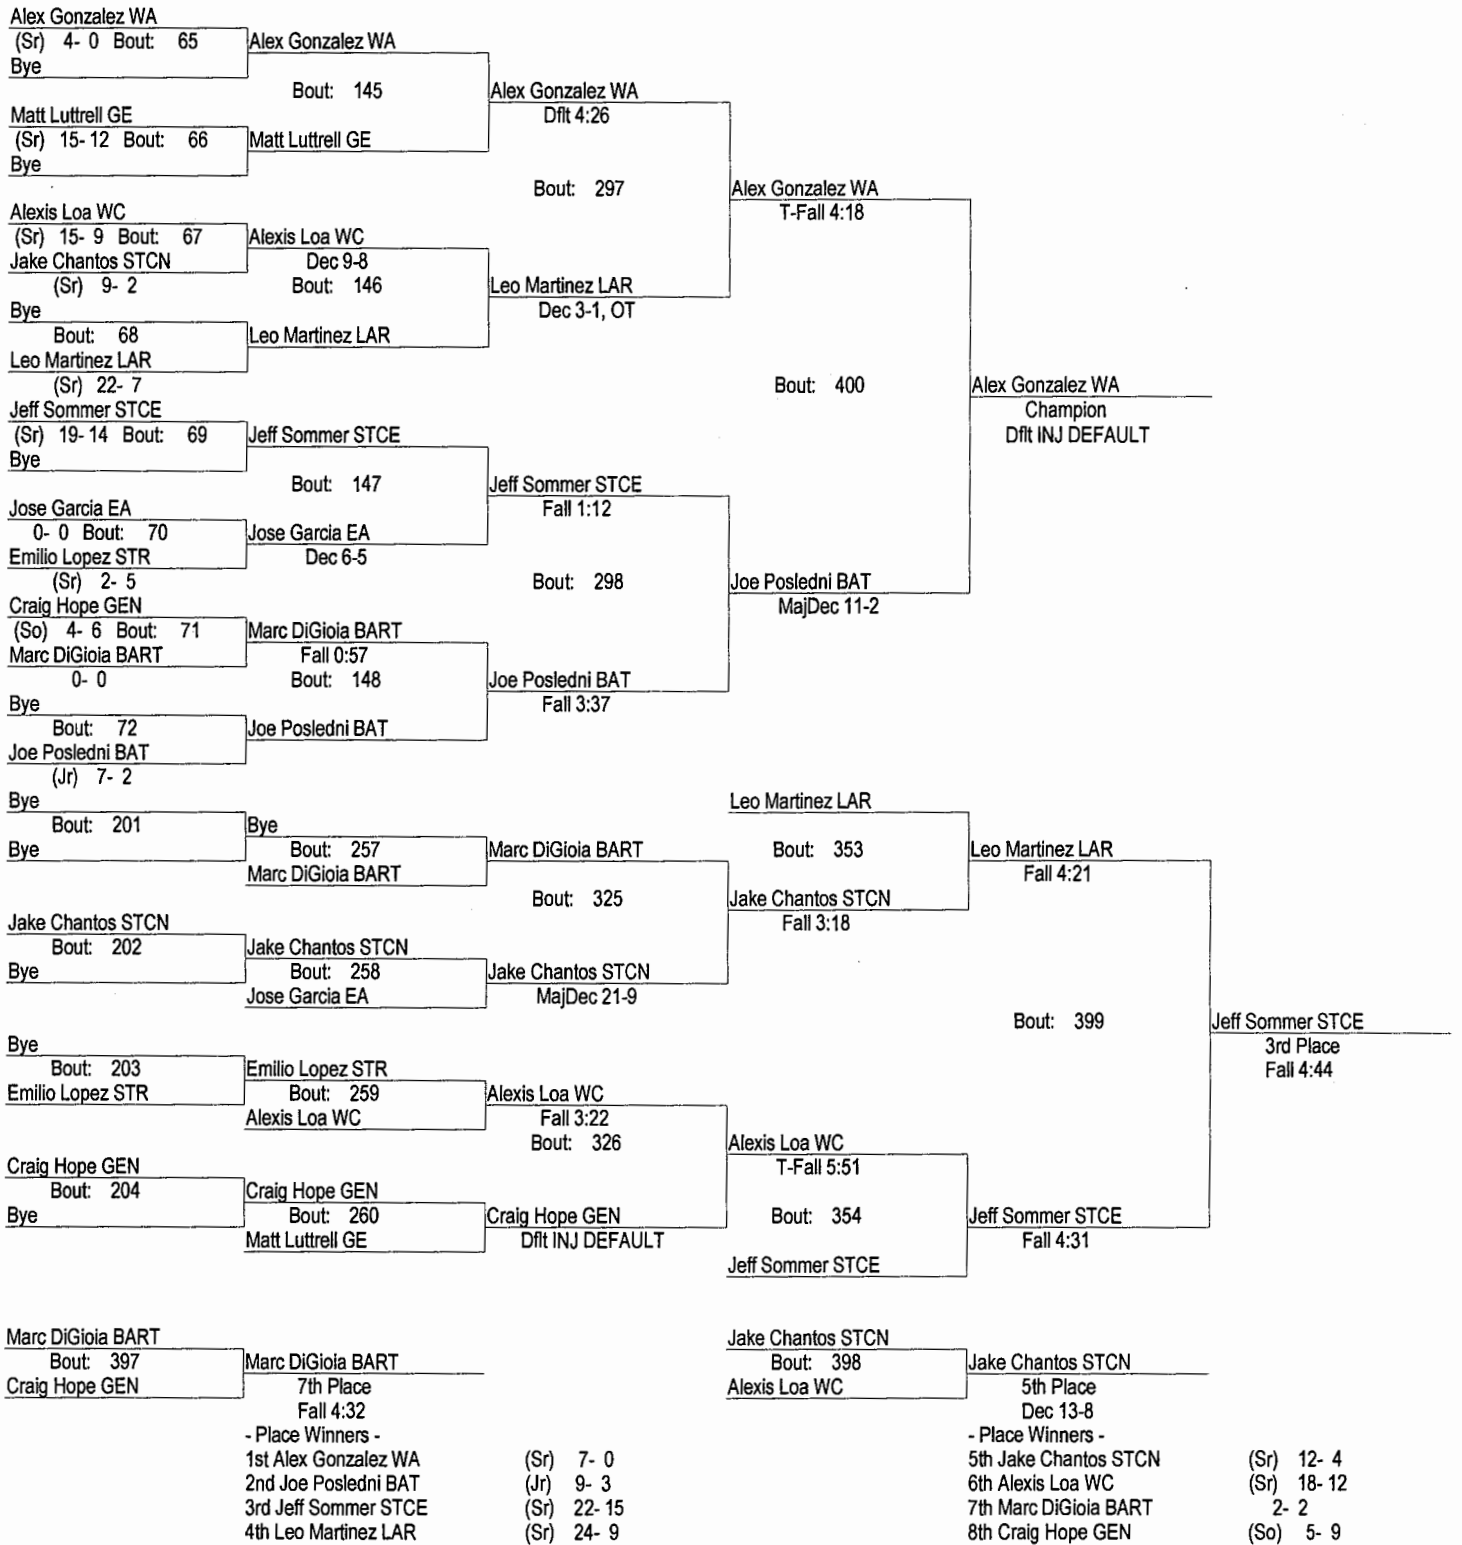 Alex Gonzalez WA
(Sr) 4- 0 Bout: 65
Bye
Alex Gonzalez WA
Bout: 145
Matt Luttrell GE
(Sr) 15- 12 Bout: 66
Bye
Matt Luttrell GE
Alex Gonzalez WA
Dflt 4:26
Bout: 297
Alexis Loa WC
(Sr) 15- 9 Bout: 67
Jake Chantos STCN
(Sr) 9- 2
Alexis Loa WC
Dec 9-8
Bout: 146
Bye
Bout: 68
Leo Martinez LAR
(Sr) 22- 7
Leo Martinez LAR
Leo Martinez LAR
Dec 3-1, OT
Alex Gonzalez WA
T-Fall 4:18
Bout: 400
Jeff Sommer STCE
(Sr) 19- 14 Bout: 69
Bye
Jeff Sommer STCE
Bout: 147
Jose Garcia EA
0- 0 Bout: 70
Emilio Lopez STR
(Sr) 2- 5
Jose Garcia EA
Dec 6-5
Jeff Sommer STCE
Fall 1:12
Bout: 298
Craig Hope GEN
(So) 4- 6 Bout: 71
Marc DiGioia BART
0- 0
Marc DiGioia BART
Fall 0:57
Bout: 148
Bye
Bout: 72
Joe Posledni BAT
(Jr) 7- 2
Joe Posledni BAT
Joe Posledni BAT
Fall 3:37
Joe Posledni BAT
MajDec 11-2
Alex Gonzalez WA
Champion
Dflt INJ DEFAULT
Bye
Bout: 201
Bye
Bye
Bout: 257
Marc DiGioia BART
Marc DiGioia BART
Bout: 325
Jake Chantos STCN
Bout: 202
Bye
Jake Chantos STCN
Bout: 258
Jose Garcia EA
Jake Chantos STCN
MajDec 21-9
Leo Martinez LAR
Bout: 353
Jake Chantos STCN
Fall 3:18
Leo Martinez LAR
Fall 4:21
Bout: 399
Bye
Bout: 203
Emilio Lopez STR
Emilio Lopez STR
Bout: 259
Alexis Loa WC
Alexis Loa WC
Fall 3:22
Bout: 326
Craig Hope GEN
Bout: 204
Bye
Craig Hope GEN
Bout: 260
Matt Luttrell GE
Craig Hope GEN
Dflt INJ DEFAULT
Alexis Loa WC
T-Fall 5:51
Bout: 354
Jeff Sommer STCE
Jeff Sommer STCE
Fall 4:31
Jeff Sommer STCE
3rd Place
Fall 4:44
Marc DiGioia BART
Bout: 397
Craig Hope GEN
Marc DiGioia BART
7th Place
Fall 4:32
Jake Chantos STCN
Bout: 398
Alexis Loa WC
Jake Chantos STCN
5th Place
Dec 13-8
- Place Winners -
1st Alex Gonzalez WA (Sr) 7- 0
2nd Joe Posledni BAT (Jr) 9- 3
3rd Jeff Sommer STCE (Sr) 22- 15
4th Leo Martinez LAR (Sr) 24- 9
- Place Winners -
5th Jake Chantos STCN (Sr) 12- 4
6th Alexis Loa WC (Sr) 18- 12
7th Marc DiGioia BART 2- 2
8th Craig Hope GEN (So) 5- 9